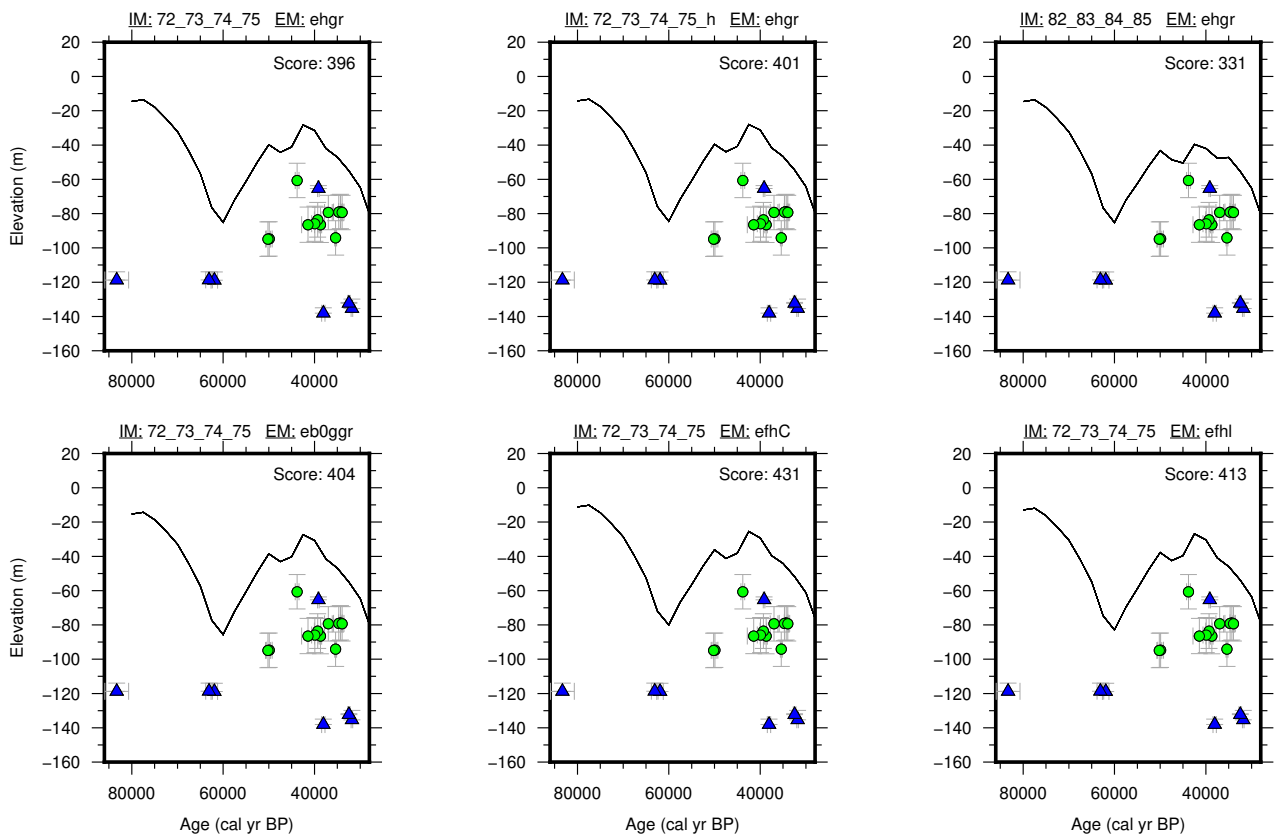 IM: 72_73_74_75 EM: ehgr
Score: 396
20
0
−20
−40
−60
−80
−100
−120
−140
−160
Elevation (m)
80000 60000 40000
IM: 72_73_74_75_h EM: ehgr
Score: 401
20
0
−20
−40
−60
−80
−100
−120
−140
−160
80000 60000 40000
IM: 82_83_84_85 EM: ehgr
Score: 331
20
0
−20
−40
−60
−80
−100
−120
−140
−160
80000 60000 40000
IM: 72_73_74_75 EM: eb0ggr
Score: 404
20
0
−20
−40
−60
−80
−100
−120
−140
−160
Elevation (m)
80000 60000 40000
Age (cal yr BP)
IM: 72_73_74_75 EM: efhC
Score: 431
20
0
−20
−40
−60
−80
−100
−120
−140
−160
80000 60000 40000
Age (cal yr BP)
IM: 72_73_74_75 EM: efhl
Score: 413
20
0
−20
−40
−60
−80
−100
−120
−140
−160
80000 60000 40000
Age (cal yr BP)